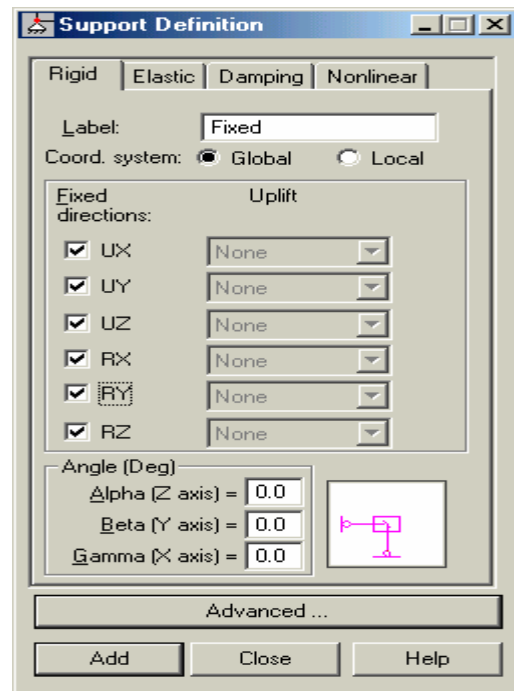 Support Definition
Rigid Elastic Damping Nonlinear
Label: Fixed
Coord. system: Global Local
Fixed directions: Uplift
UX None
UY None
UZ None
RX None
RY None
RZ None
Angle (Deg)
Alpha (Z axis) = 0.0
Beta (Y axis) = 0.0
Gamma (X axis) = 0.0
Advanced ...
Add Close Help